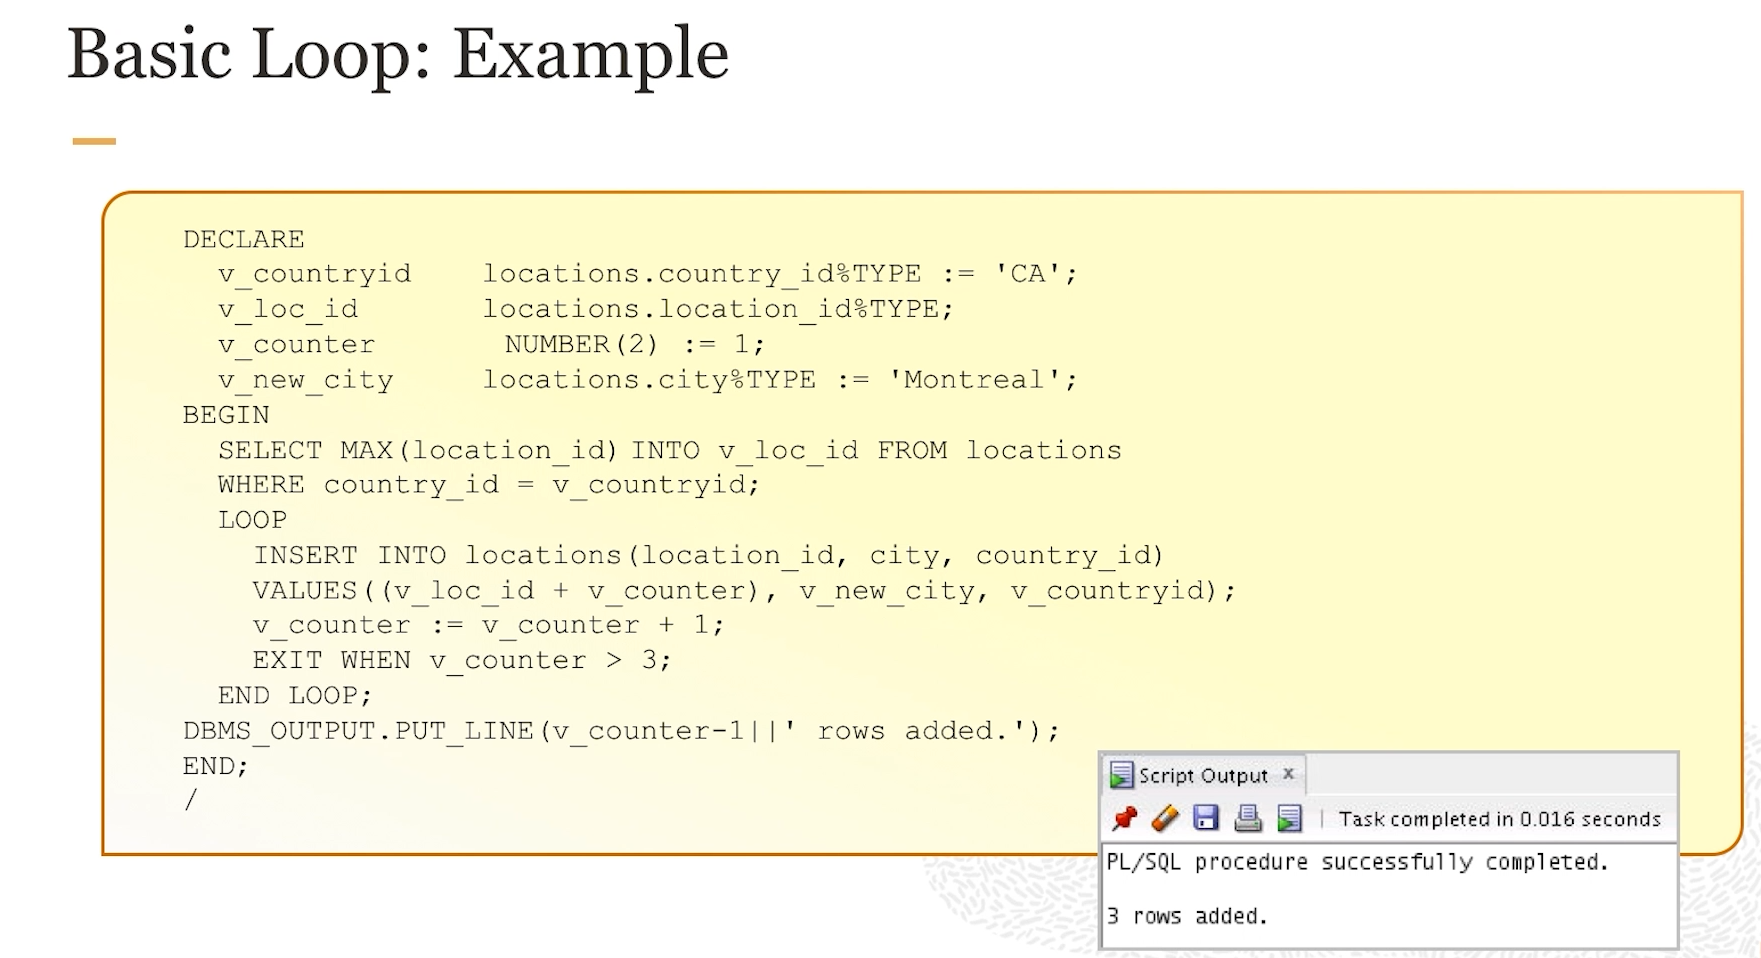 Basic Loop: Example
DECLARE
v_countryid locations.country_id%TYPE := 'CA';
v_loc_id locations.location_id%TYPE;
v_counter NUMBER(2) := 1;
v_new_city locations.city%TYPE := 'Montreal';
BEGIN
SELECT MAX(location_id) INTO v_loc_id FROM locations
WHERE country_id = v_countryid;
LOOP
INSERT INTO locations(location_id, city, country_id)
VALUES((v_loc_id + v_counter), v_new_city, v_countryid);
v_counter := v_counter + 1;
EXIT WHEN v_counter > 3;
END LOOP;
DBMS_OUTPUT.PUT_LINE(v_counter-1||' rows added.');
END;
/
Script Output x
Task completed in 0.016 seconds
PL/SQL procedure successfully completed.
3 rows added.